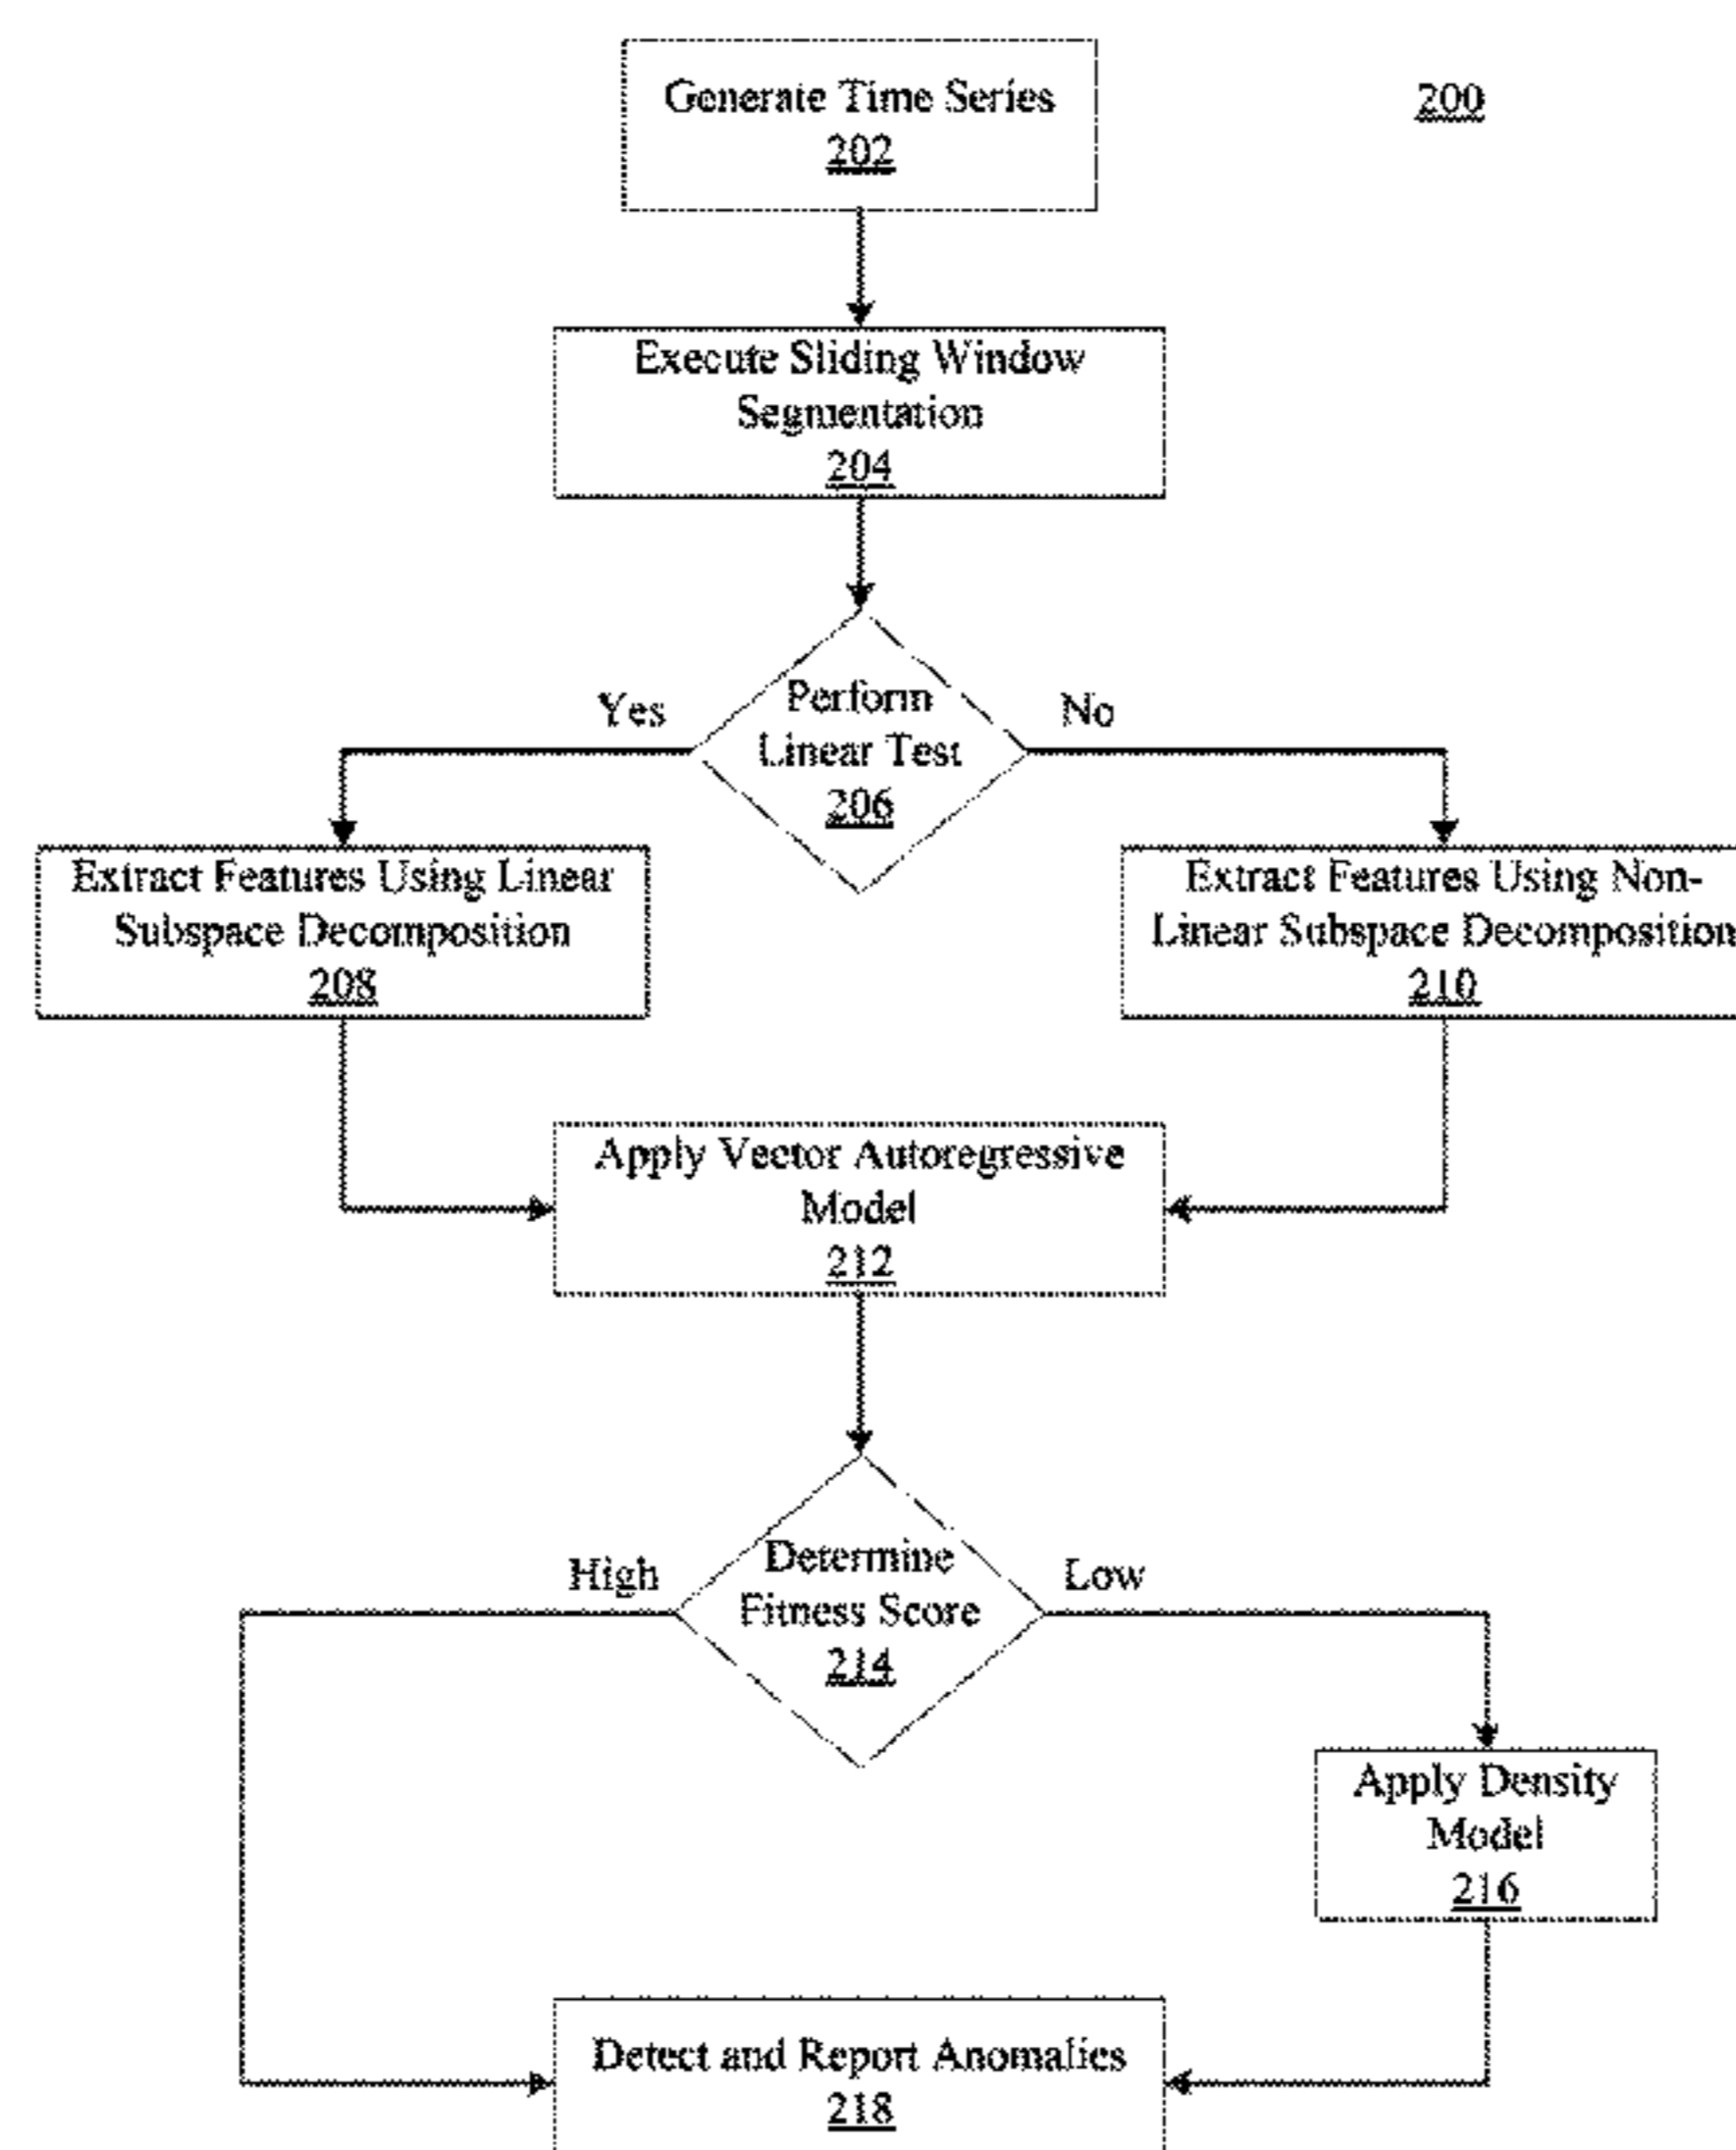 200
Generate Time Series
202
Execute Sliding Window
Segmentation
204
Perform
Linear Test
206
Yes
No
Extract Features Using Linear
Subspace Decomposition
208
Extract Features Using Non-
Linear Subspace Decomposition
210
Apply Vector Autoregressive
Model
212
Determine
Fitness Score
214
High
Low
Apply Density
Model
216
Detect and Report Anomalies
218